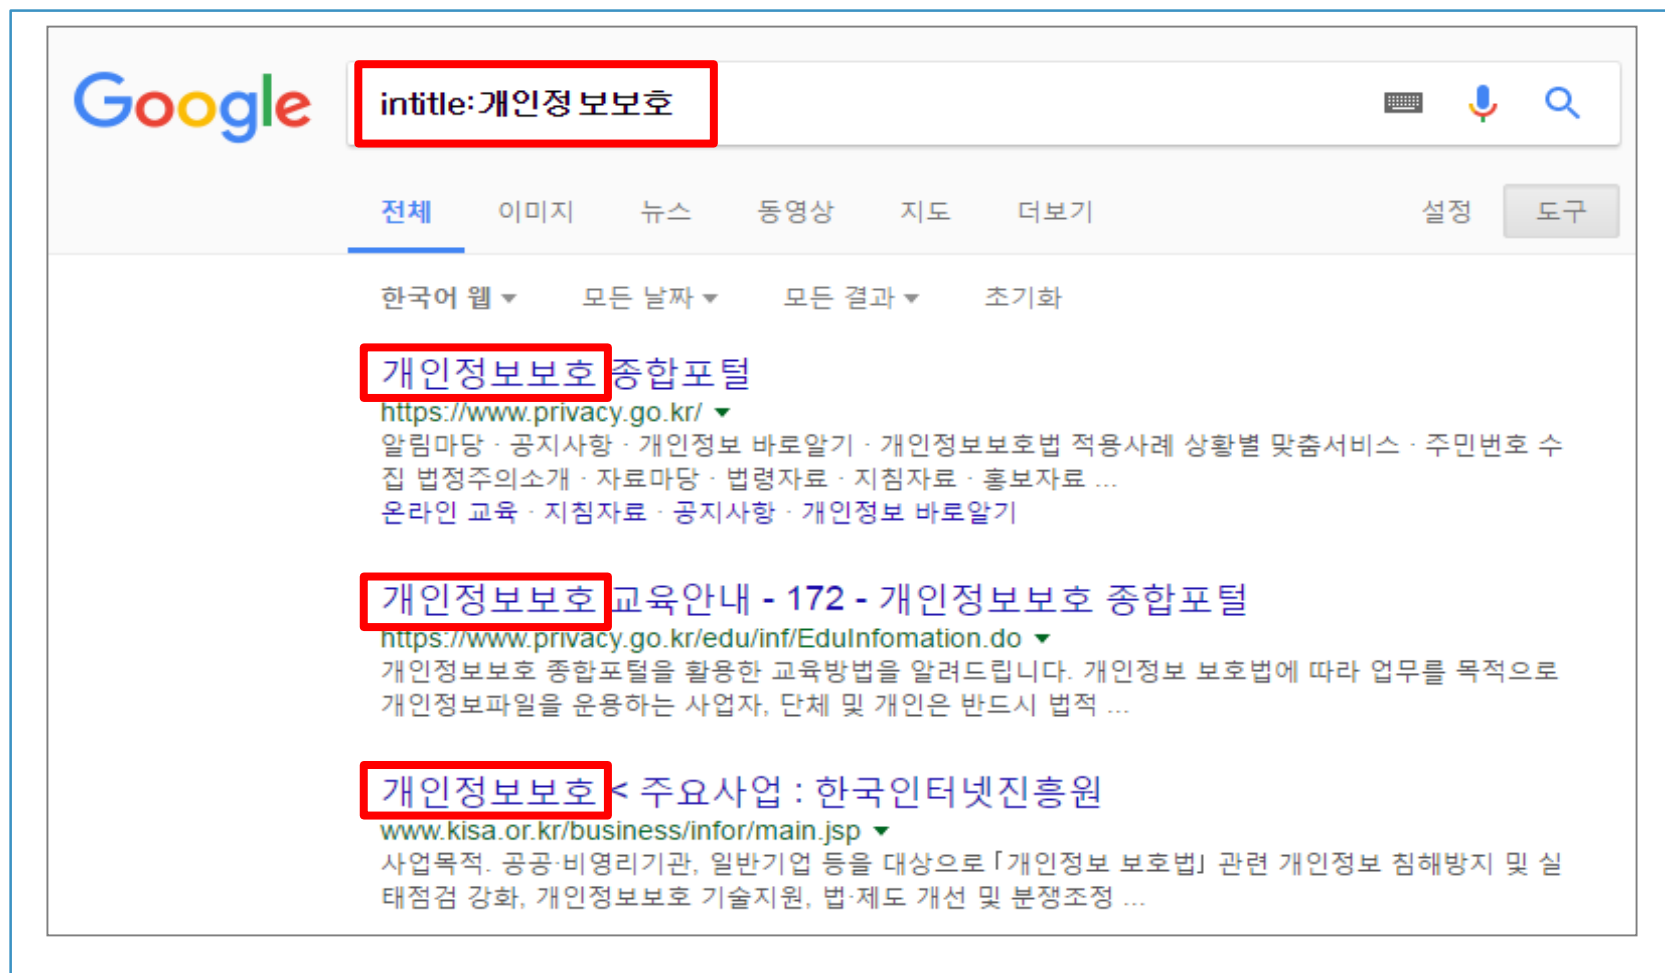 Google
intitle:개인정보보호
전체 이미지 뉴스 동영상 지도 더보기 설정 도구
한국어 웹 모든 날짜 모든 결과 초기화
개인정보보호 종합포털
https://www.privacy.go.kr/
알림마당 · 공지사항 · 개인정보 바로알기 · 개인정보보호법 적용사례 상황별 맞춤서비스 · 주민번호 수
집 법정주의소개 · 자료마당 · 법령자료 · 지침자료 · 홍보자료 ...
온라인 교육 · 지침자료 · 공지사항 · 개인정보 바로알기
개인정보보호 교육안내 - 172 - 개인정보보호 종합포털
https://www.privacy.go.kr/edu/inf/EduInfomation.do
개인정보보호 종합포털을 활용한 교육방법을 알려드립니다. 개인정보 보호법에 따라 업무를 목적으로
개인정보파일을 운용하는 사업자, 단체 및 개인은 반드시 법적 ...
개인정보보호 < 주요사업 : 한국인터넷진흥원
www.kisa.or.kr/business/infor/main.jsp
사업목적. 공공·비영리기관, 일반기업 등을 대상으로 「개인정보 보호법」 관련 개인정보 침해방지 및 실
태점검 강화, 개인정보보호 기술지원, 법·제도 개선 및 분쟁조정 ...